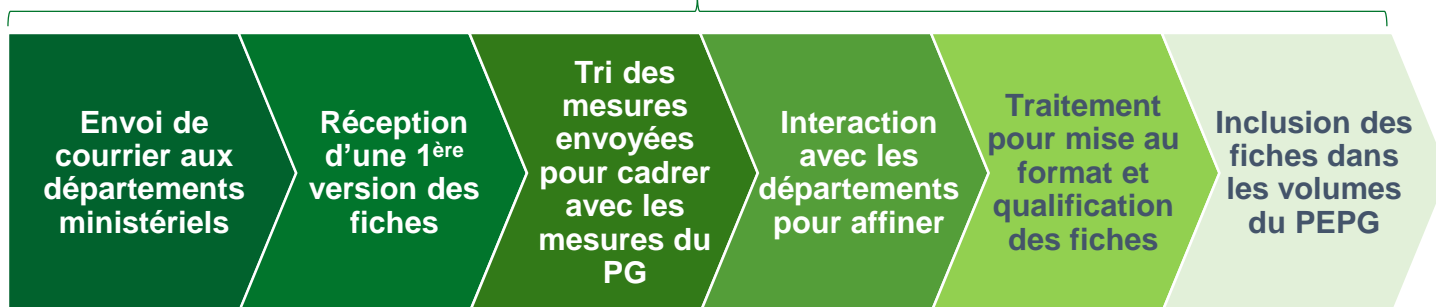 Envoi de
courrier aux
départements
ministériels
Réception
d’une 1ère
version des
fiches
Tri des
mesures
envoyées
pour cadrer
avec les
mesures du
PG
Interaction
avec les
départements
pour affiner
Traitement
pour mise au
format et
qualification
des fiches
Inclusion des
fiches dans
les volumes
du PEPG